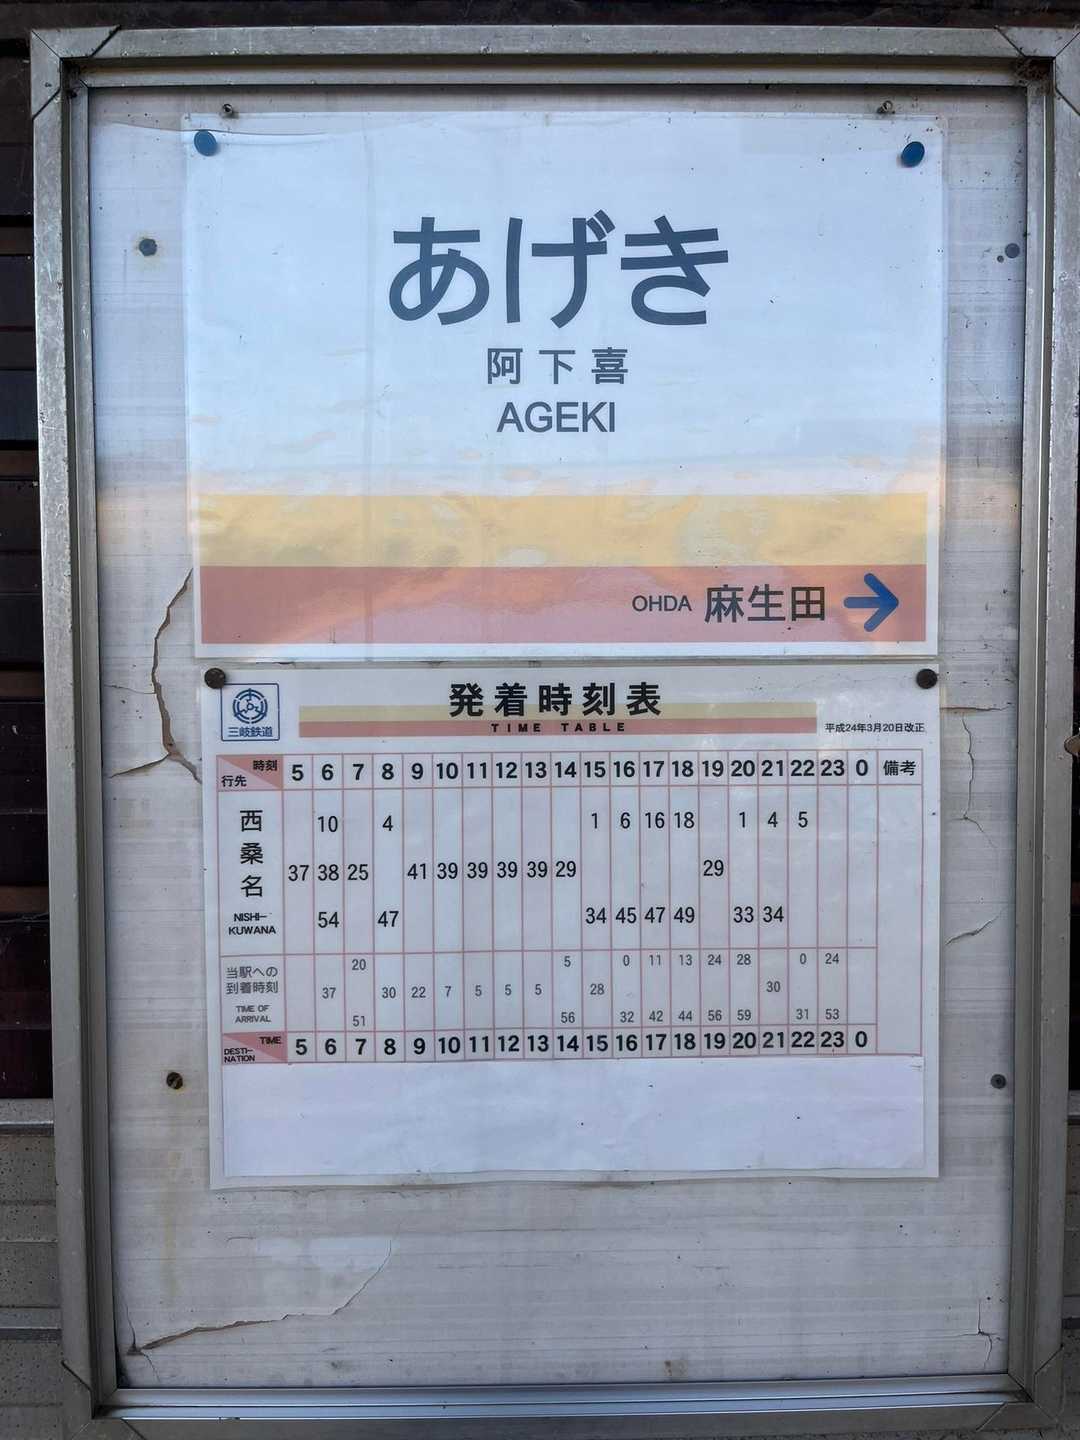 あげき
阿下喜
AGEKI
OHDA 麻生田
三岐鉄道
発着時刻表
TIME TABLE
平成24年3月20日改正
時刻 行先 5 6 7 8 9 10 11 12 13 14 15 16 17 18 19 20 21 22 23 0 備考
西桑名
NISHI-KUWANA
10 4 1 6 16 18 1 4 5
37 38 25 41 39 39 39 39 29 29
54 47 34 45 47 49 33 34
当駅への
到着時刻
TIME OF
ARRIVAL
20 5 0 11 13 24 28 0 24
37 30 22 7 5 5 5 28 30
51 56 32 42 44 56 59 31 53
TIME DESTI-NATION 5 6 7 8 9 10 11 12 13 14 15 16 17 18 19 20 21 22 23 0